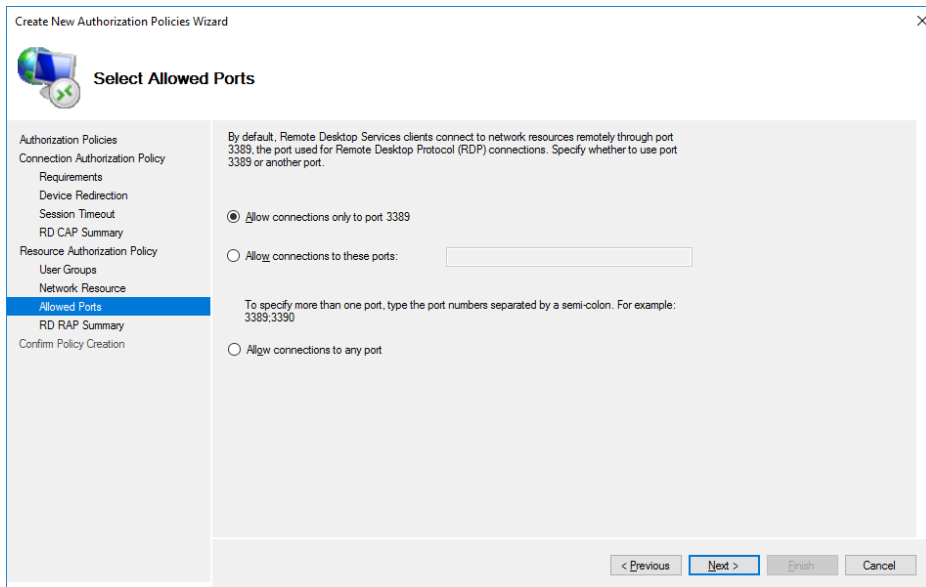 Create New Authorization Policies Wizard
Select Allowed Ports
Authorization Policies
Connection Authorization Policy
Requirements
Device Redirection
Session Timeout
RD CAP Summary
Resource Authorization Policy
User Groups
Network Resource
Allowed Ports
RD RAP Summary
Confirm Policy Creation
By default, Remote Desktop Services clients connect to network resources remotely through port
3389, the port used for Remote Desktop Protocol (RDP) connections. Specify whether to use port
3389 or another port.
Allow connections only to port 3389
Allow connections to these ports:
To specify more than one port, type the port numbers separated by a semi-colon. For example:
3389;3390
Allow connections to any port
< Previous
Next >
Finish
Cancel